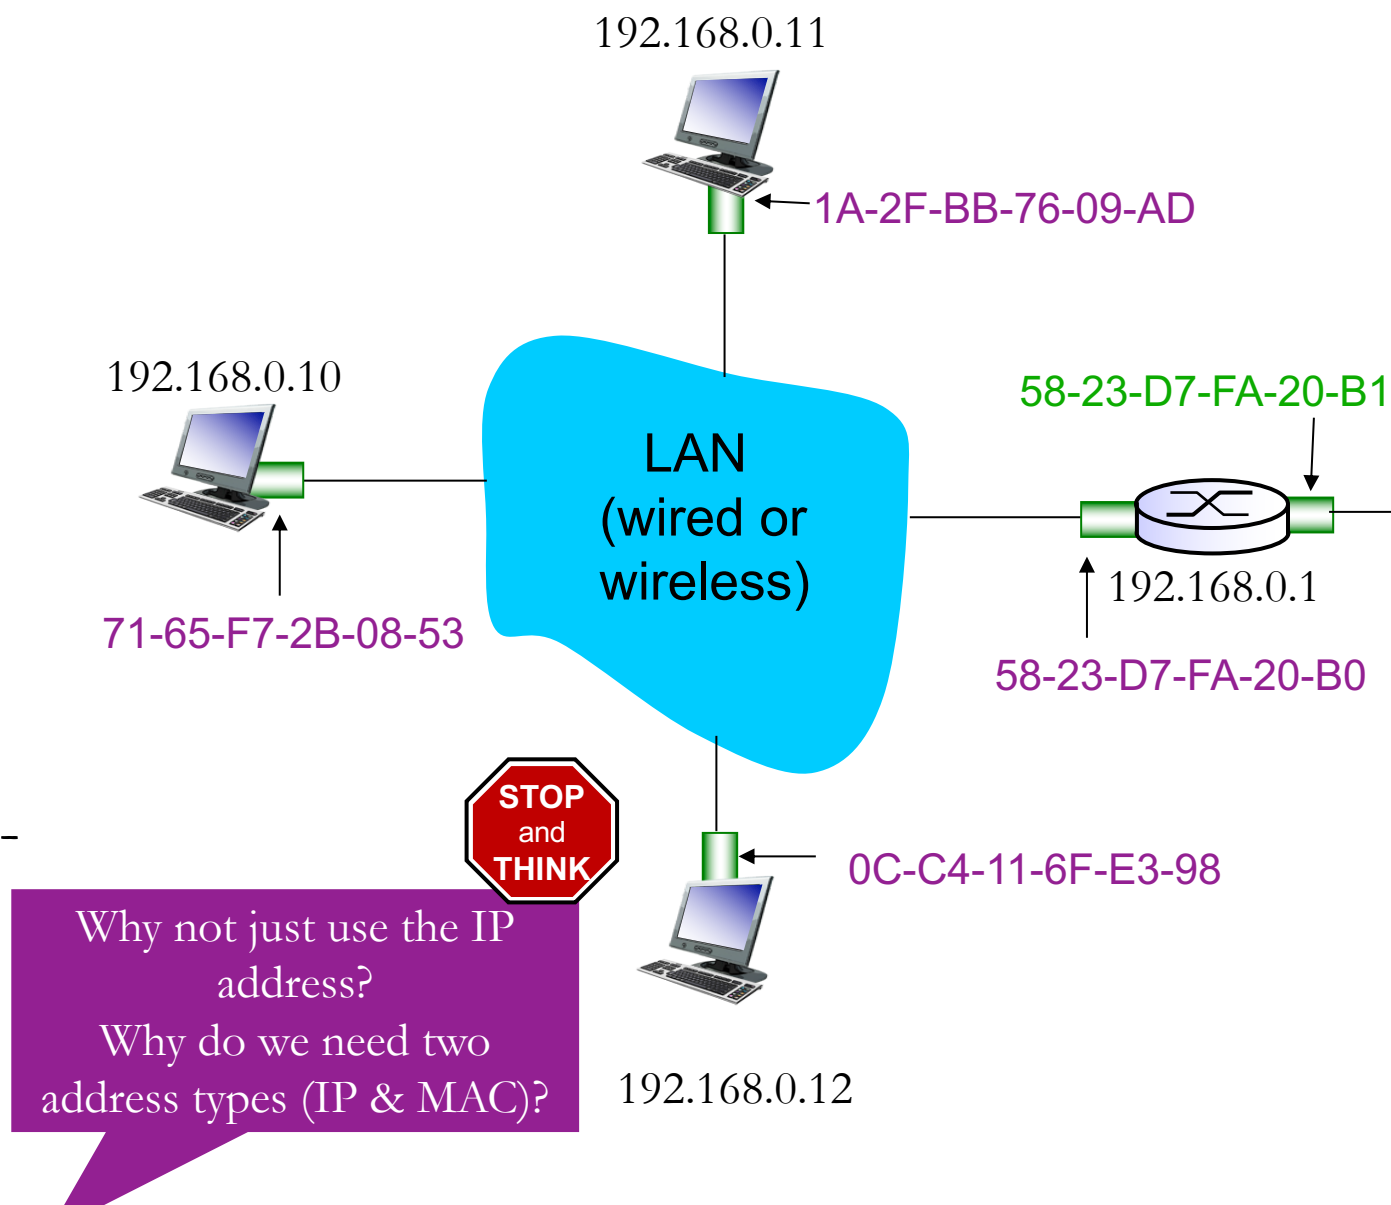 192.168.0.11
1A-2F-BB-76-09-AD
192.168.0.10
58-23-D7-FA-20-B1
LAN
(wired or
wireless)
192.168.0.1
71-65-F7-2B-08-53
58-23-D7-FA-20-B0
STOP
and
THINK
–
0C-C4-11-6F-E3-98
Why not just use the IP
address?
Why do we need two
address types (IP & MAC)?
192.168.0.12